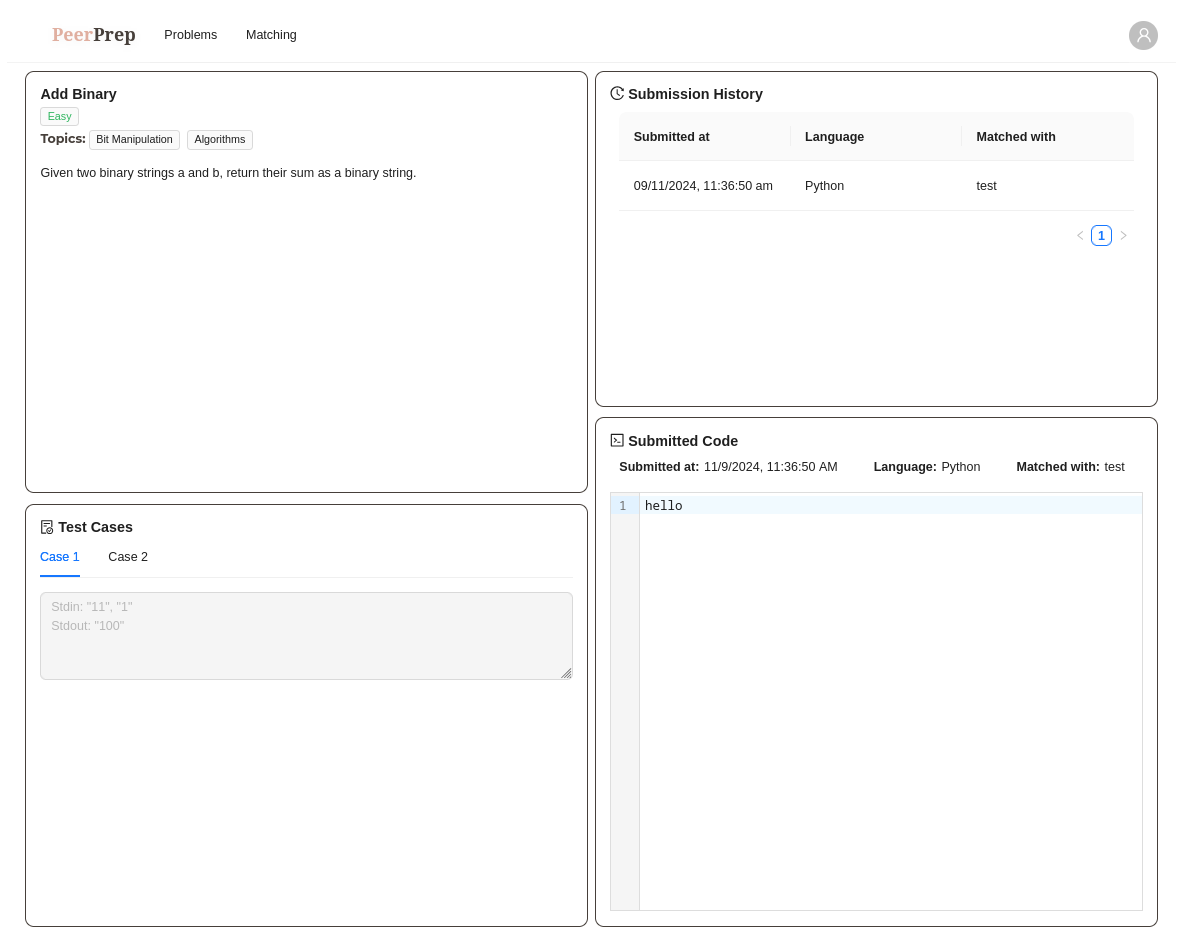 PeerPrep Problems Matching
Add Binary
Easy
Topics: Bit Manipulation Algorithms
Given two binary strings a and b, return their sum as a binary string.
Test Cases
Case 1 Case 2
Stdin: "11", "1"
Stdout: "100"
Submission History
Submitted at Language Matched with
09/11/2024, 11:36:50 am Python test
< 1 >
Submitted Code
Submitted at: 11/9/2024, 11:36:50 AM Language: Python Matched with: test
1 hello